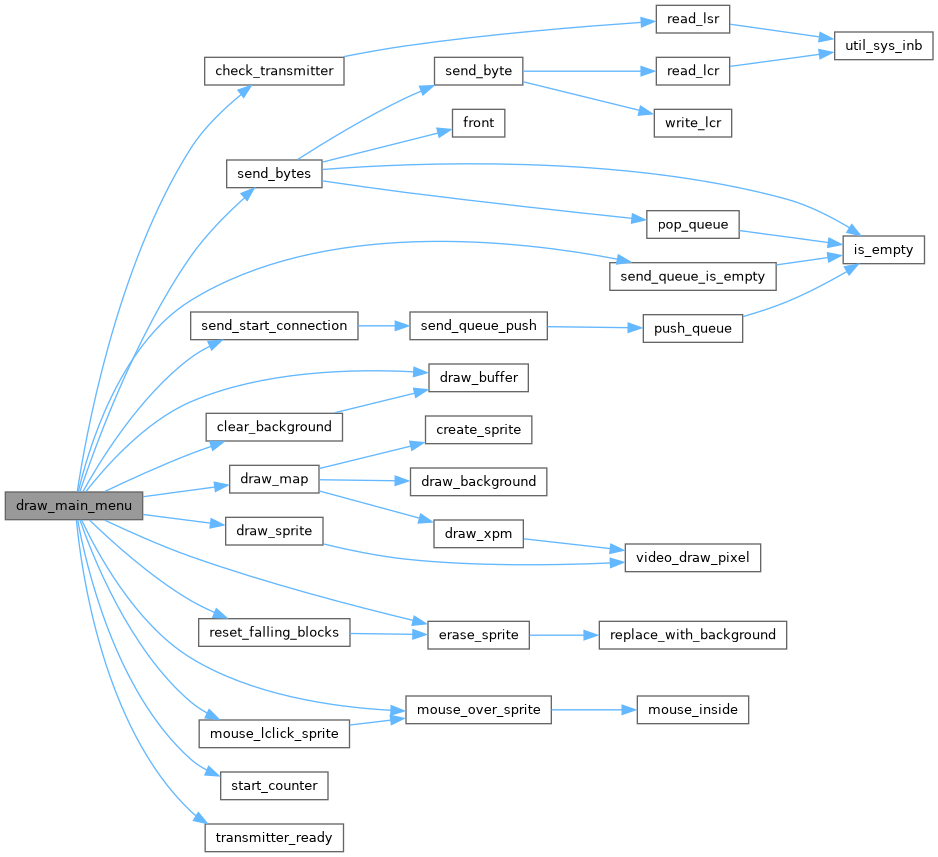 read_lsr
util_sys_inb
check_transmitter
send_byte
read_lcr
front
write_lcr
send_bytes
pop_queue
is_empty
send_queue_is_empty
send_start_connection
send_queue_push
push_queue
draw_buffer
clear_background
create_sprite
draw_map
draw_background
draw_main_menu
draw_sprite
draw_xpm
video_draw_pixel
reset_falling_blocks
erase_sprite
replace_with_background
mouse_over_sprite
mouse_inside
mouse_lclick_sprite
start_counter
transmitter_ready